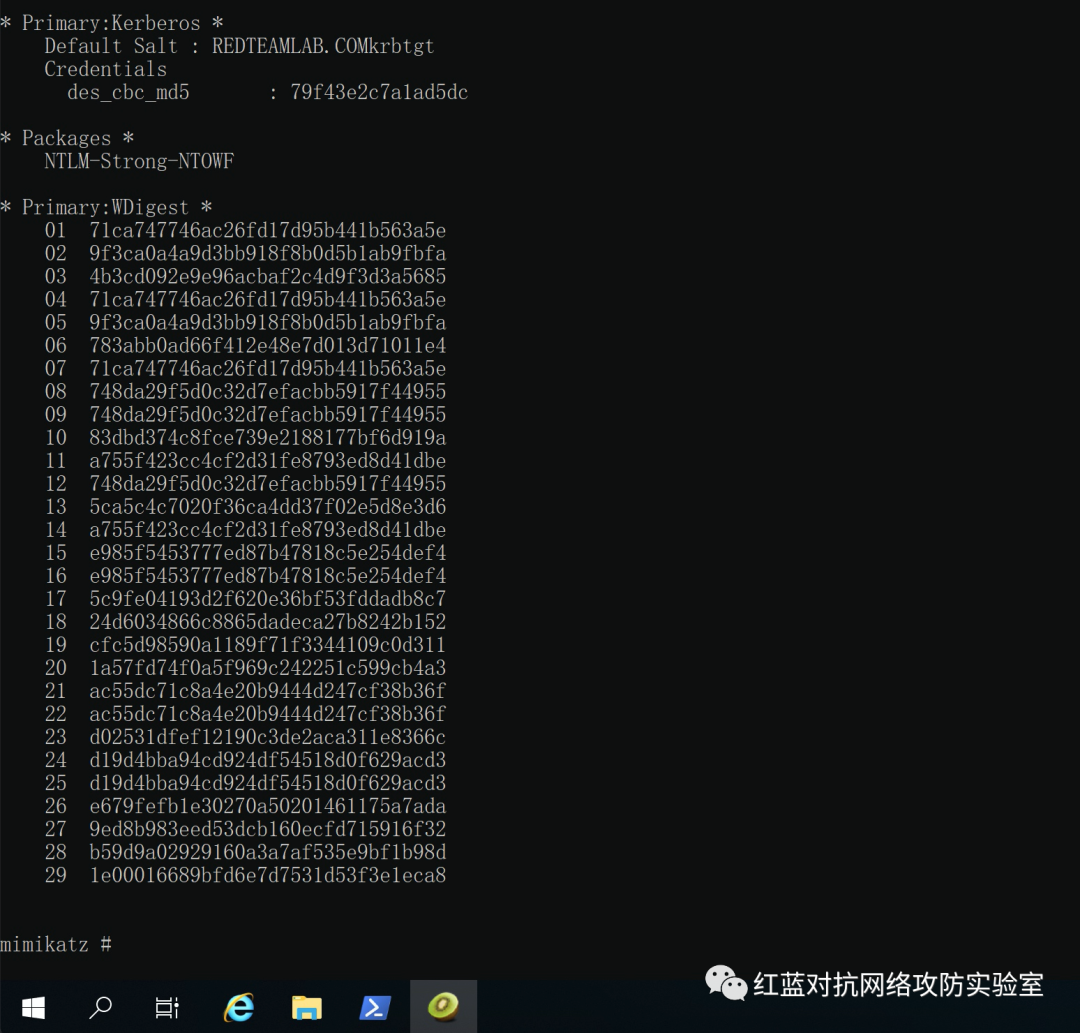 * Primary:Kerberos *
Default Salt : REDTEAMLAB.COMkrbtgt
Credentials
des_cbc_md5 : 79f43e2c7a1ad5dc
* Packages *
NTLM-Strong-NTOWF
* Primary:WDigest *
01 71ca747746ac26fd17d95b441b563a5e
02 9f3ca0a4a9d3bb918f8b0d5b1ab9fbfa
03 4b3cd092e9e96acbaf2c4d9f3d3a5685
04 71ca747746ac26fd17d95b441b563a5e
05 9f3ca0a4a9d3bb918f8b0d5b1ab9fbfa
06 783abb0ad66f412e48e7d013d71011e4
07 71ca747746ac26fd17d95b441b563a5e
08 748da29f5d0c32d7efacbb5917f44955
09 748da29f5d0c32d7efacbb5917f44955
10 83dbd374c8fce739e2188177bf6d919a
11 a755f423cc4cf2d31fe8793ed8d41dbe
12 748da29f5d0c32d7efacbb5917f44955
13 5ca5c4c7020f36ca4dd37f02e5d8e3d6
14 a755f423cc4cf2d31fe8793ed8d41dbe
15 e985f5453777ed87b47818c5e254def4
16 e985f5453777ed87b47818c5e254def4
17 5c9fe04193d2f620e36bf53fddadb8c7
18 24d6034866c8865dadeca27b8242b152
19 cfc5d98590a1189f71f3344109c0d311
20 1a57fd74f0a5f969c242251c599cb4a3
21 ac55dc71c8a4e20b9444d247cf38b36f
22 ac55dc71c8a4e20b9444d247cf38b36f
23 d02531dfef12190c3de2aca311e8366c
24 d19d4bba94cd924df54518d0f629acd3
25 d19d4bba94cd924df54518d0f629acd3
26 e679fefb1e30270a50201461175a7ada
27 9ed8b983eed53dcb160ecfd715916f32
28 b59d9a02929160a3a7af535e9bf1b98d
29 1e00016689bfd6e7d7531d53f3e1eca8
mimikatz #
红蓝对抗网络攻防实验室